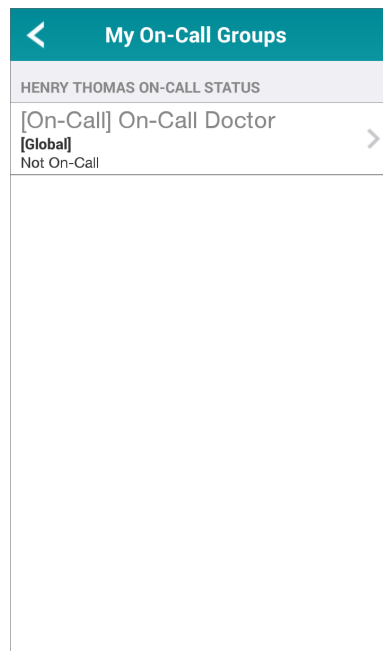 My On-Call Groups
HENRY THOMAS ON-CALL STATUS
[On-Call] On-Call Doctor
[Global]
Not On-Call